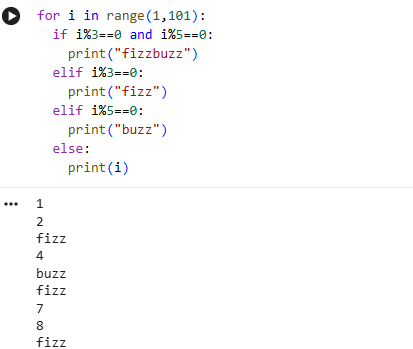 for i in range(1,101):
  if i%3==0 and i%5==0:
    print("fizzbuzz")
  elif i%3==0:
    print("fizz")
  elif i%5==0:
    print("buzz")
  else:
    print(i)
1
2
fizz
4
buzz
fizz
7
8
fizz